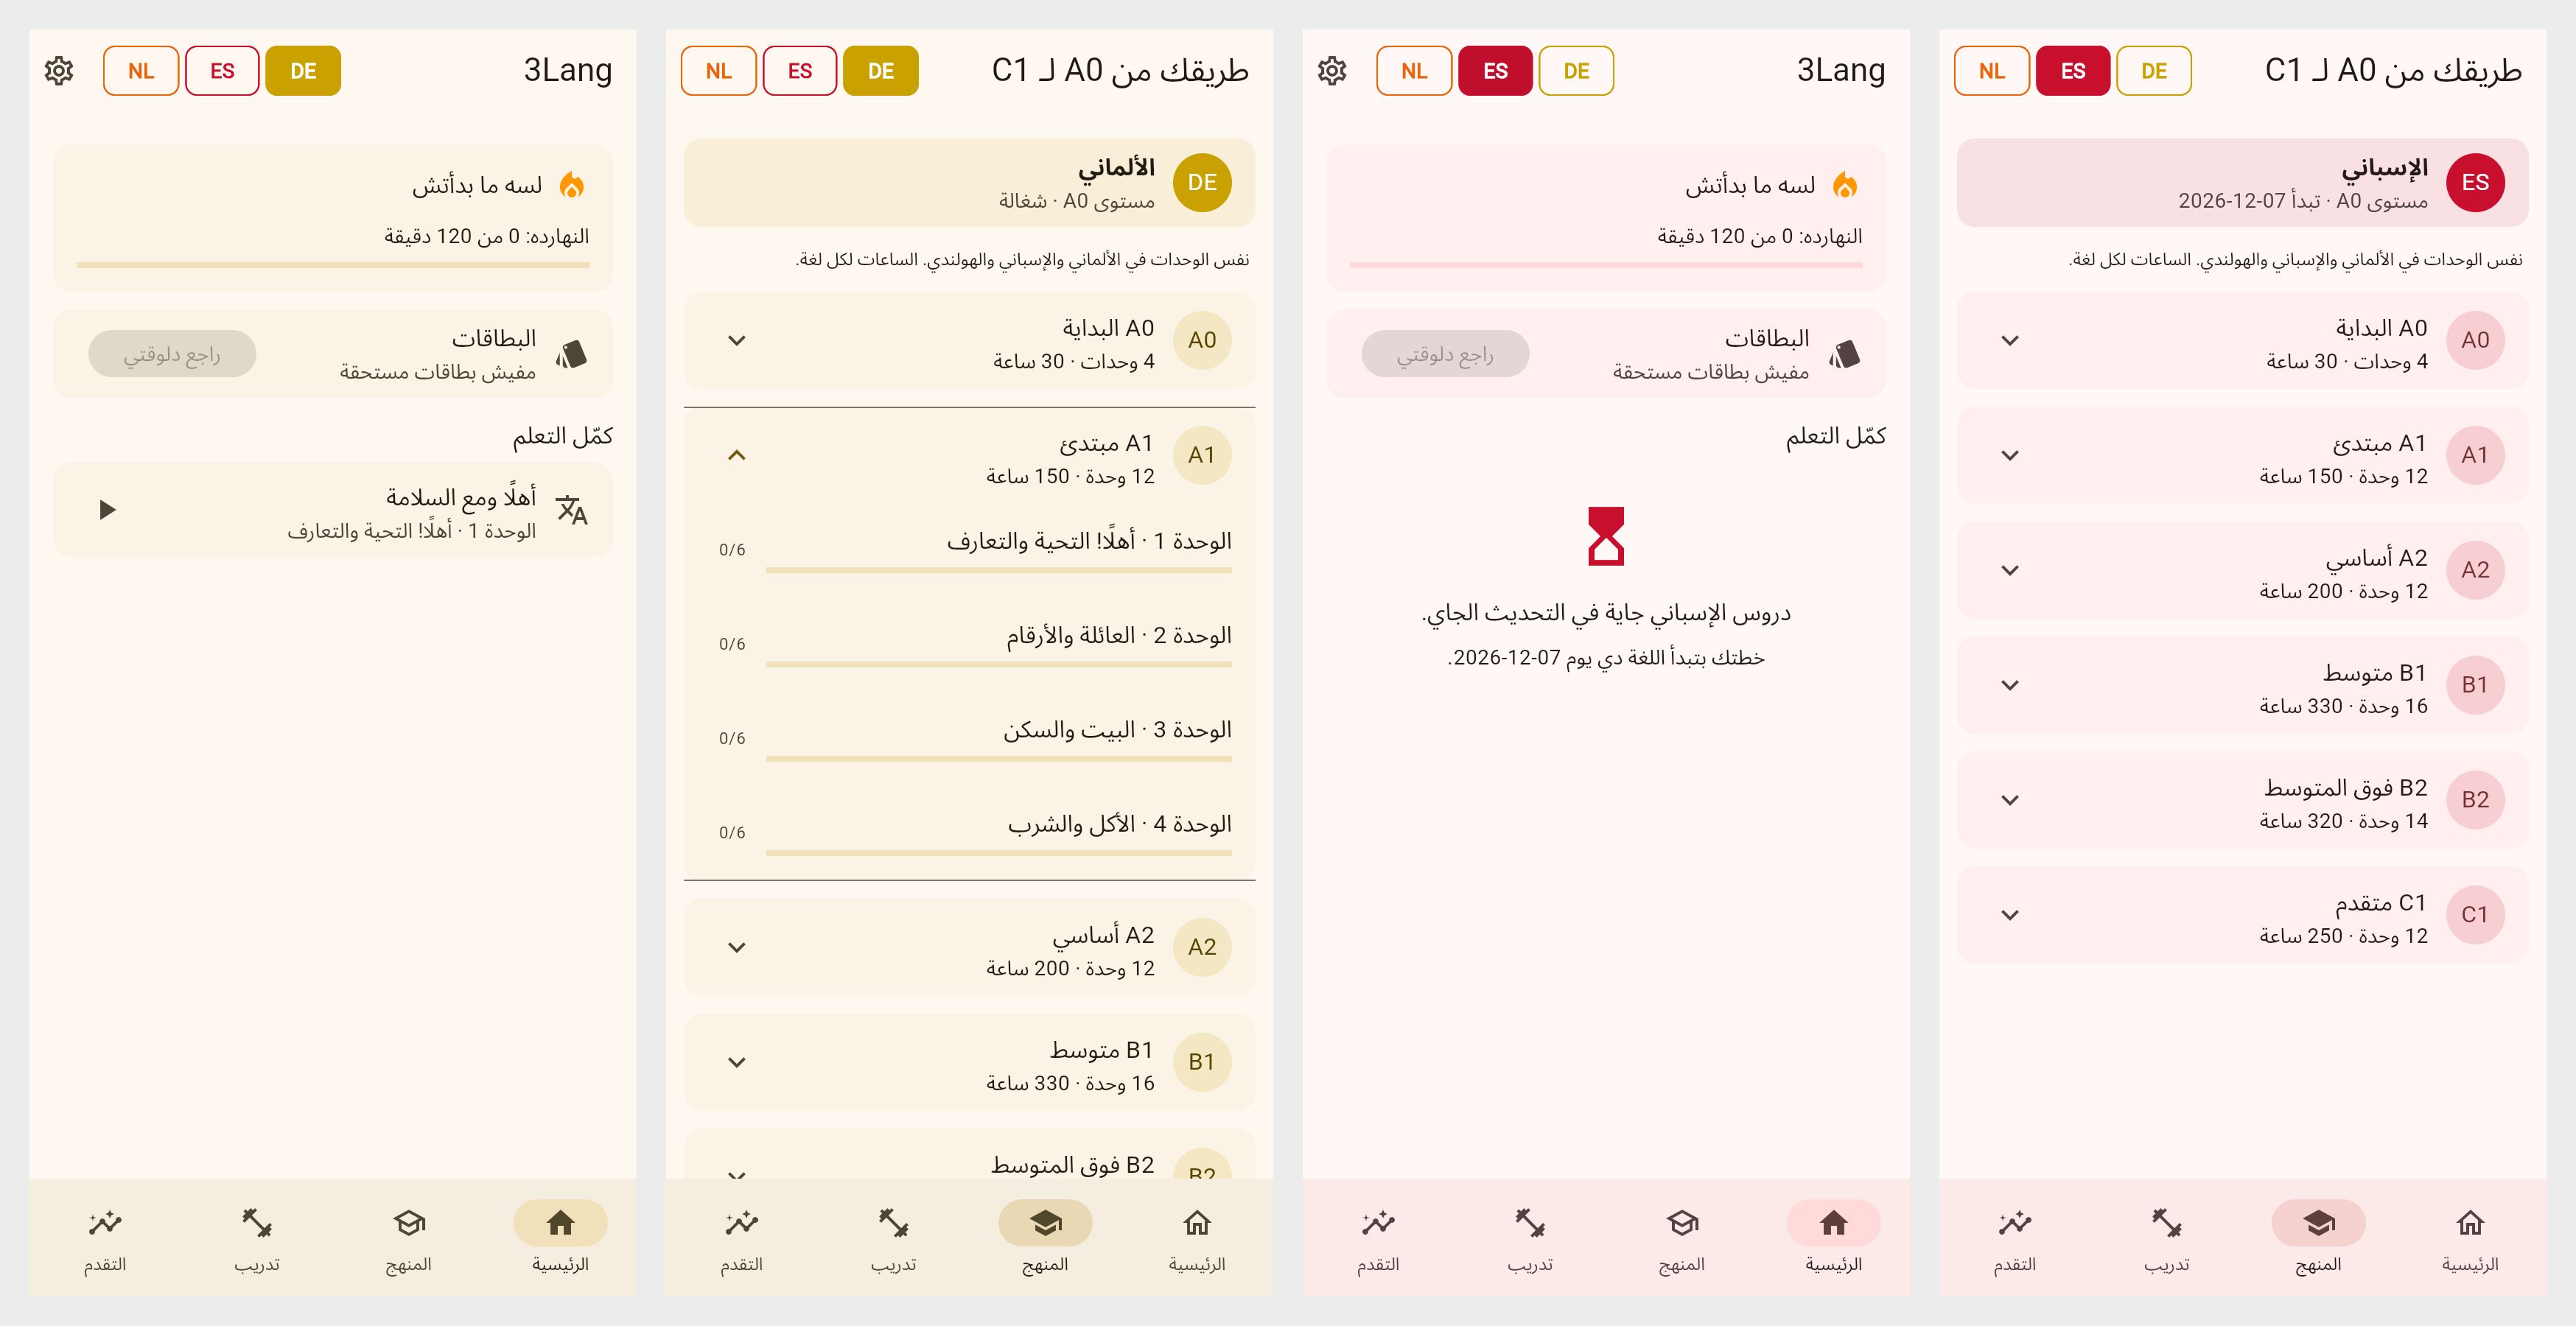 3Lang
DE
ES
NL
لسه ما بدأتش
النهارده: 0 من 120 دقيقة
البطاقات
مفيش بطاقات مستحقة
راجع دلوقتي
كمّل التعلم
أهلًا ومع السلامة
الوحدة 1 · أهلًا! التحية والتعارف
الرئيسية
المنهج
تدريب
التقدم
طريقك من A0 لـ C1
DE
ES
NL
DE
الألماني
مستوى A0 · شغالة
نفس الوحدات في الألماني والإسباني والهولندي. الساعات لكل لغة.
A0
A0 البداية
4 وحدات · 30 ساعة
A1
A1 مبتدئ
12 وحدة · 150 ساعة
الوحدة 1 · أهلًا! التحية والتعارف
0/6
الوحدة 2 · العائلة والأرقام
0/6
الوحدة 3 · البيت والسكن
0/6
الوحدة 4 · الأكل والشرب
0/6
A2
A2 أساسي
12 وحدة · 200 ساعة
B1
B1 متوسط
16 وحدة · 330 ساعة
B2
B2 فوق المتوسط
الرئيسية
المنهج
تدريب
التقدم
3Lang
DE
ES
NL
لسه ما بدأتش
النهارده: 0 من 120 دقيقة
البطاقات
مفيش بطاقات مستحقة
راجع دلوقتي
كمّل التعلم
دروس الإسباني جاية في التحديث الجاي.
خطتك بتبدأ اللغة دي يوم 07-12-2026.
الرئيسية
المنهج
تدريب
التقدم
طريقك من A0 لـ C1
DE
ES
NL
ES
الإسباني
مستوى A0 · تبدأ 07-12-2026
نفس الوحدات في الألماني والإسباني والهولندي. الساعات لكل لغة.
A0
A0 البداية
4 وحدات · 30 ساعة
A1
A1 مبتدئ
12 وحدة · 150 ساعة
A2
A2 أساسي
12 وحدة · 200 ساعة
B1
B1 متوسط
16 وحدة · 330 ساعة
B2
B2 فوق المتوسط
14 وحدة · 320 ساعة
C1
C1 متقدم
12 وحدة · 250 ساعة
الرئيسية
المنهج
تدريب
التقدم